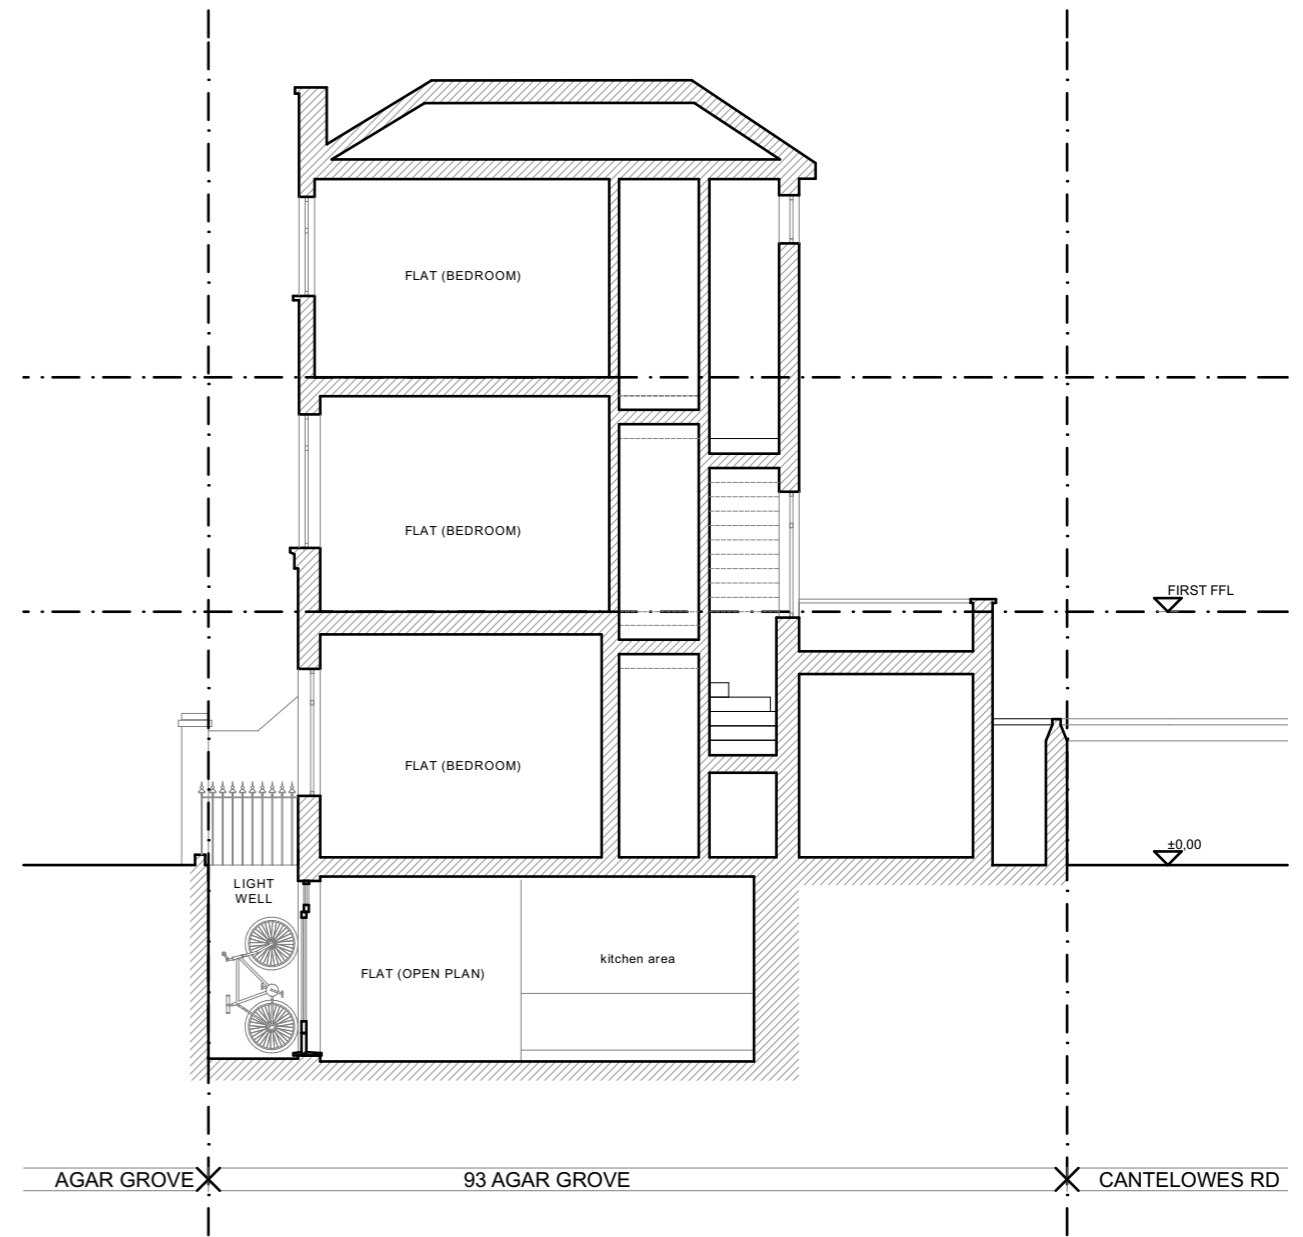 FLAT (BEDROOM)
FLAT (BEDROOM)
FIRST FFL
FLAT (BEDROOM)
±0,00
LIGHT
WELL
kitchen area
FLAT (OPEN PLAN)
AGAR GROVE
93 AGAR GROVE
CANTELOWES RD